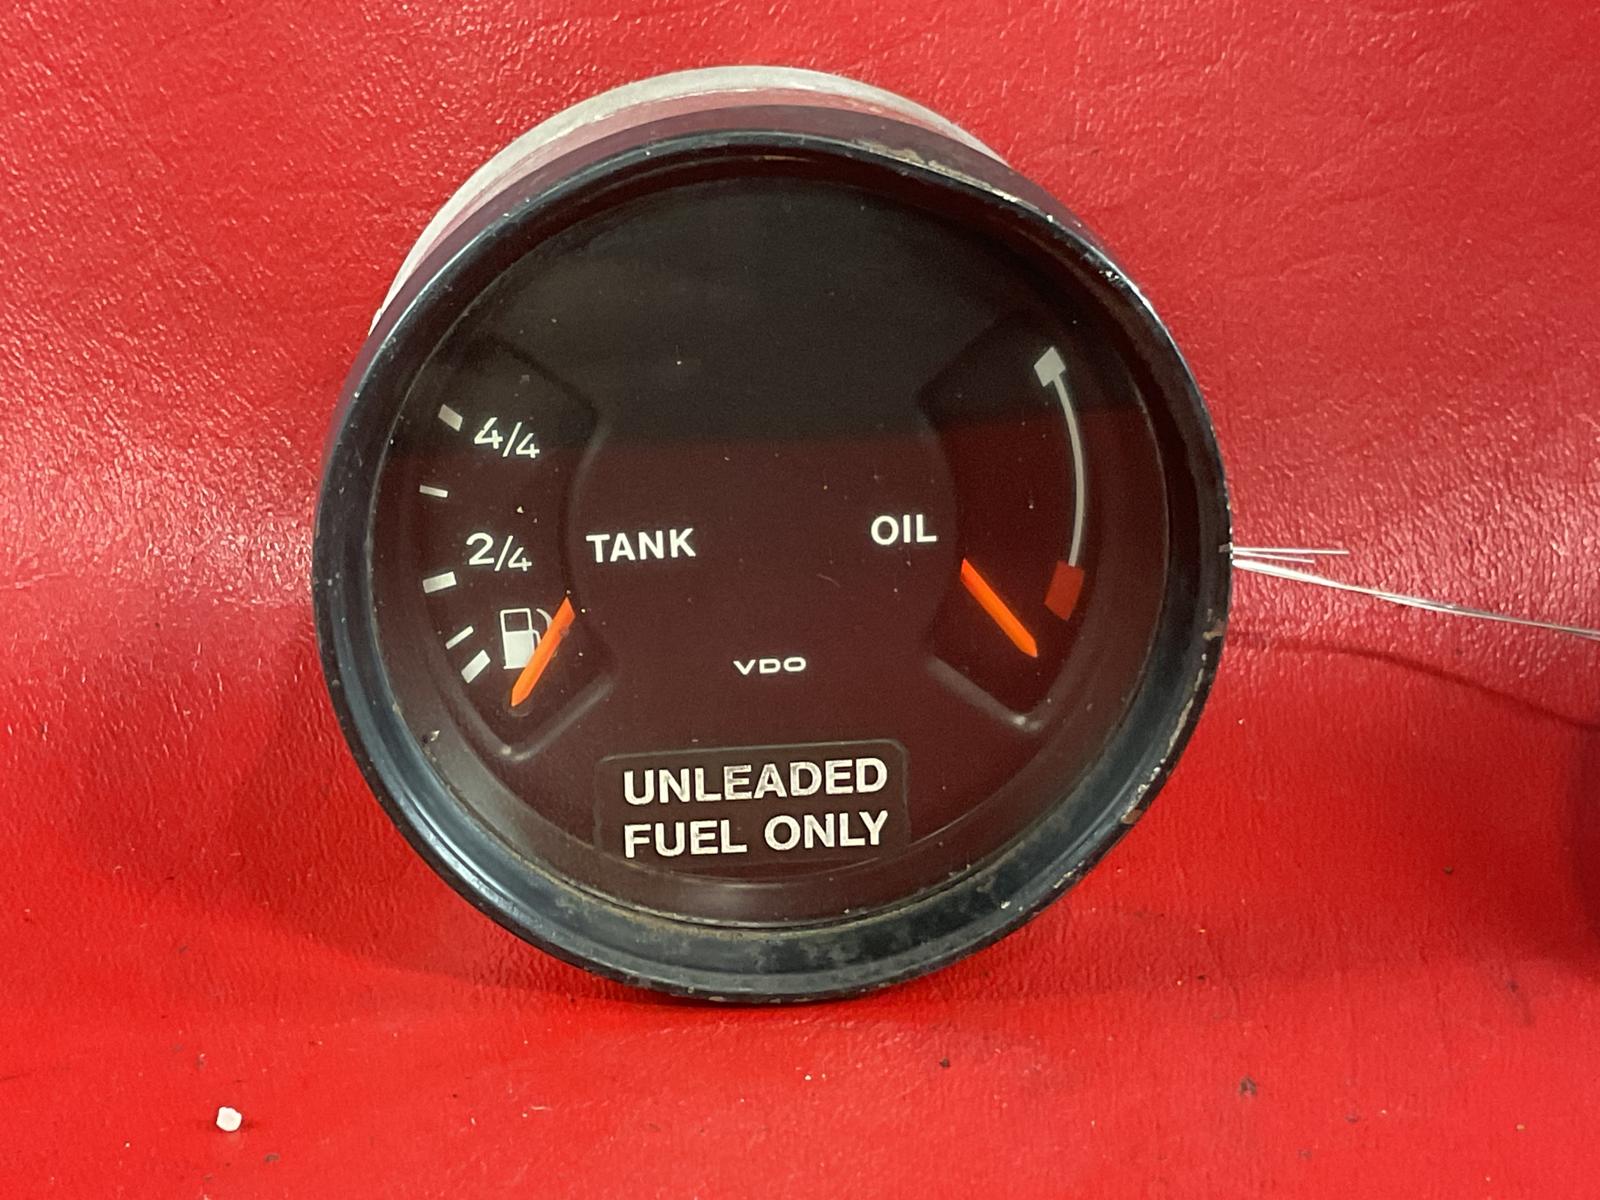 4/4
2/4
TANK
OIL
VDO
UNLEADED
FUEL ONLY